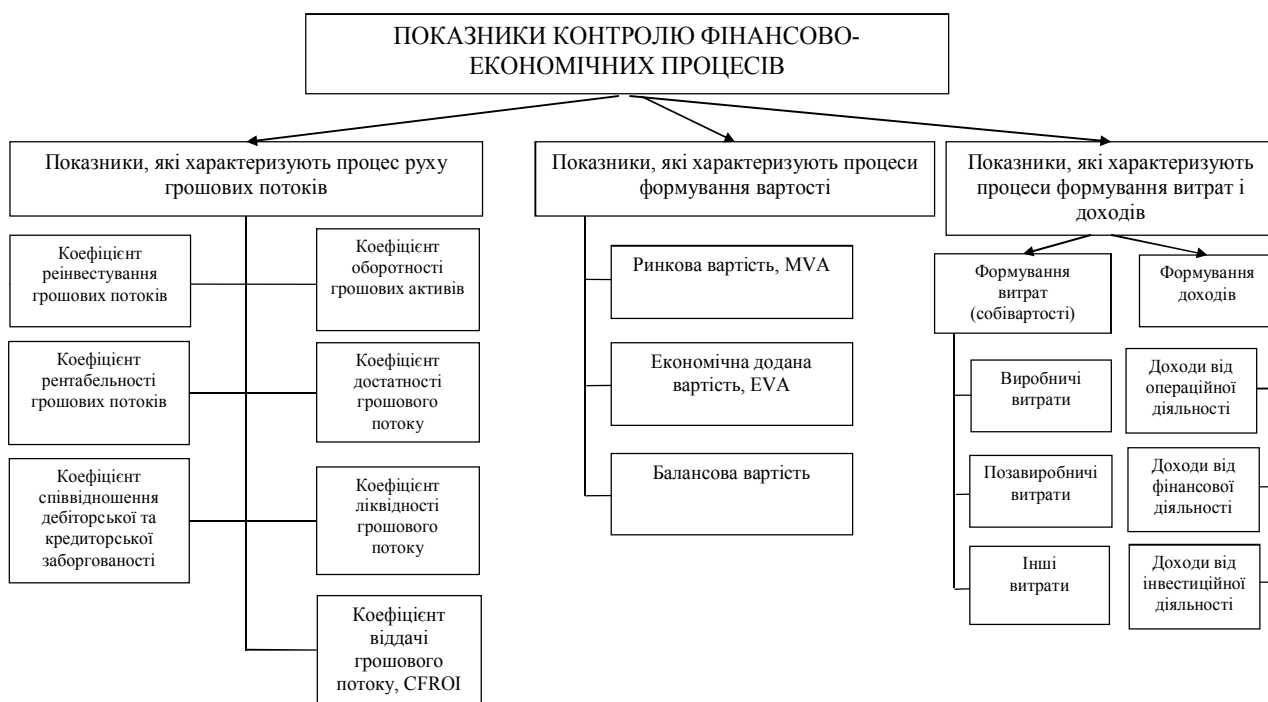 ПОКАЗНИКИ КОНТРОЛЮ ФІНАНСОВО-
ЕКОНОМІЧНИХ ПРОЦЕСІВ
Показники, які характеризують процес руху
грошових потоків
Коефіцієнт
реінвестування
грошових потоків
Коефіцієнт
оборотності
грошових активів
Коефіцієнт
рентабельності
грошових потоків
Коефіцієнт
достатності
грошового
потоку
Коефіцієнт
співвідношення
дебіторської та
кредиторської
заборгованості
Коефіцієнт
ліквідності
грошового
потоку
Коефіцієнт
віддачі
грошового
потоку, CFROI
Показники, які характеризують процеси
формування вартості
Ринкова вартість, MVA
Економічна додана
вартість, EVA
Балансова вартість
Показники, які характеризують
процеси формування витрат і
доходів
Формування
витрат
(собівартості)
Формування
доходів
Виробничі
витрати
Доходи від
операційної
діяльності
Позавиробничі
витрати
Доходи від
фінансової
діяльності
Інші
витрати
Доходи від
інвестиційної
діяльності